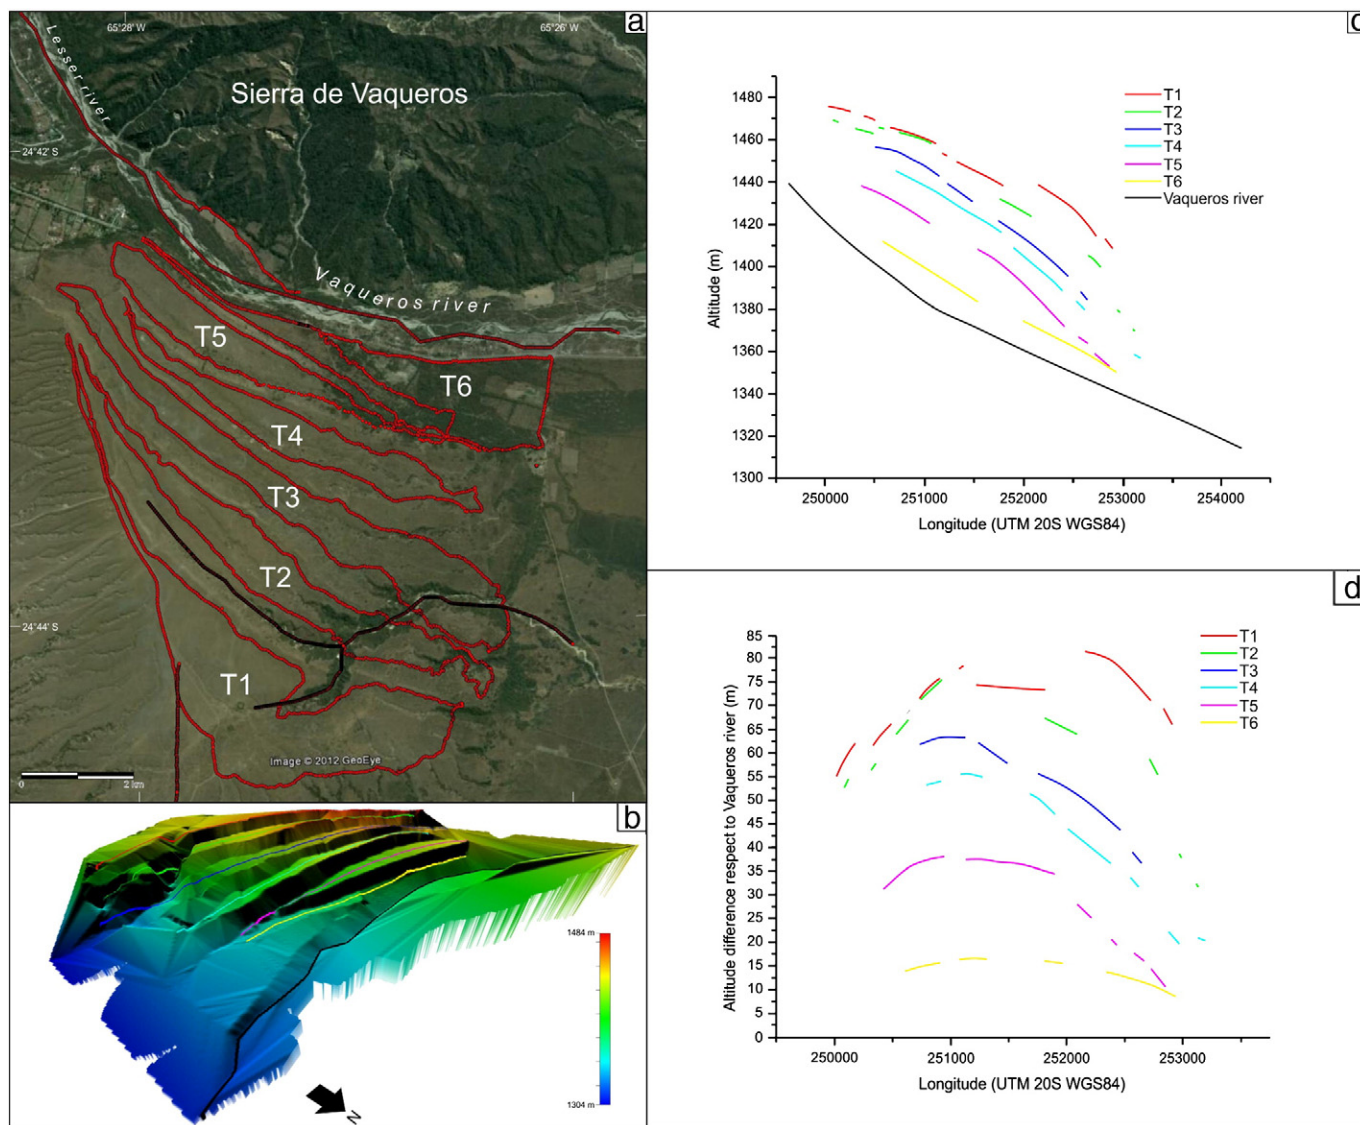 a
65°28' W
65°26' W
Lesser river
Sierra de Vaqueros
24°42' S
Vaqueros river
T5
T6
T4
T3
T2
24°44' S
T1
Image © 2012 GeoEye
0 2 km
b
1484 m
1304 m
N
Altitude (m)
1480
1460
1440
1420
1400
1380
1360
1340
1320
1300
250000 251000 252000 253000 254000
Longitude (UTM 20S WGS84)
T1
T2
T3
T4
T5
T6
Vaqueros river
d
Altitude difference respect to Vaqueros river (m)
85
80
75
70
65
60
55
50
45
40
35
30
25
20
15
10
5
0
250000 251000 252000 253000
Longitude (UTM 20S WGS84)
T1
T2
T3
T4
T5
T6